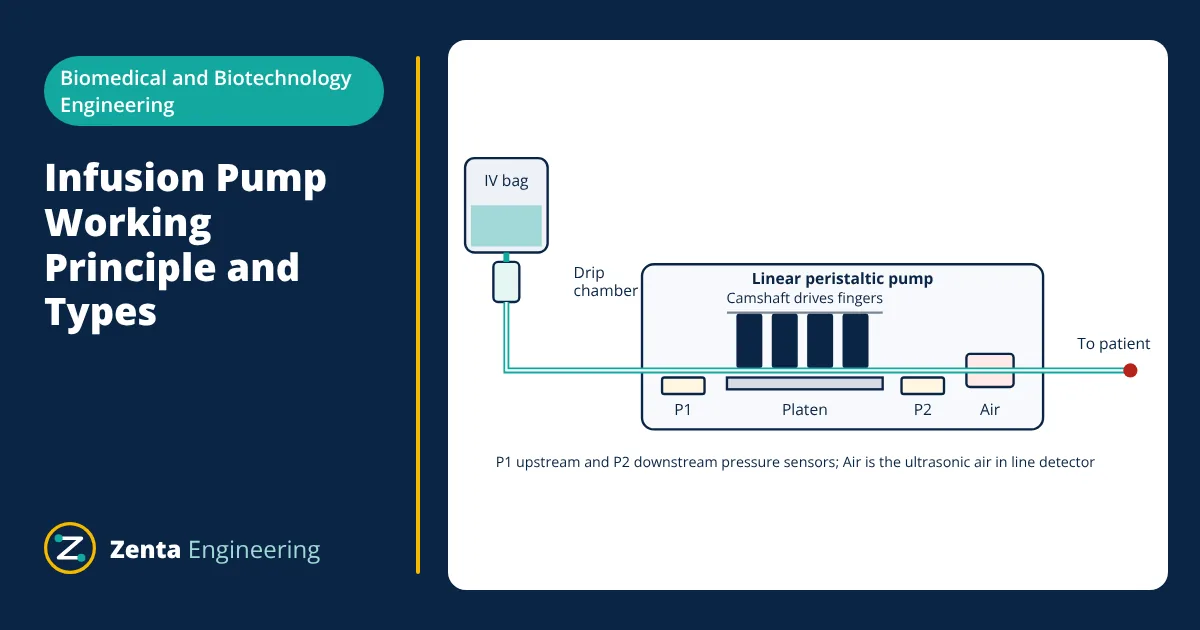 Biomedical and Biotechnology
Engineering
Infusion Pump
Working
Principle and
Types
Zenta Engineering
IV bag
Drip
chamber
Linear peristaltic pump
Camshaft drives fingers
To patient
P1
Platen
P2
Air
P1 upstream and P2 downstream pressure sensors; Air is the ultrasonic air in line detector